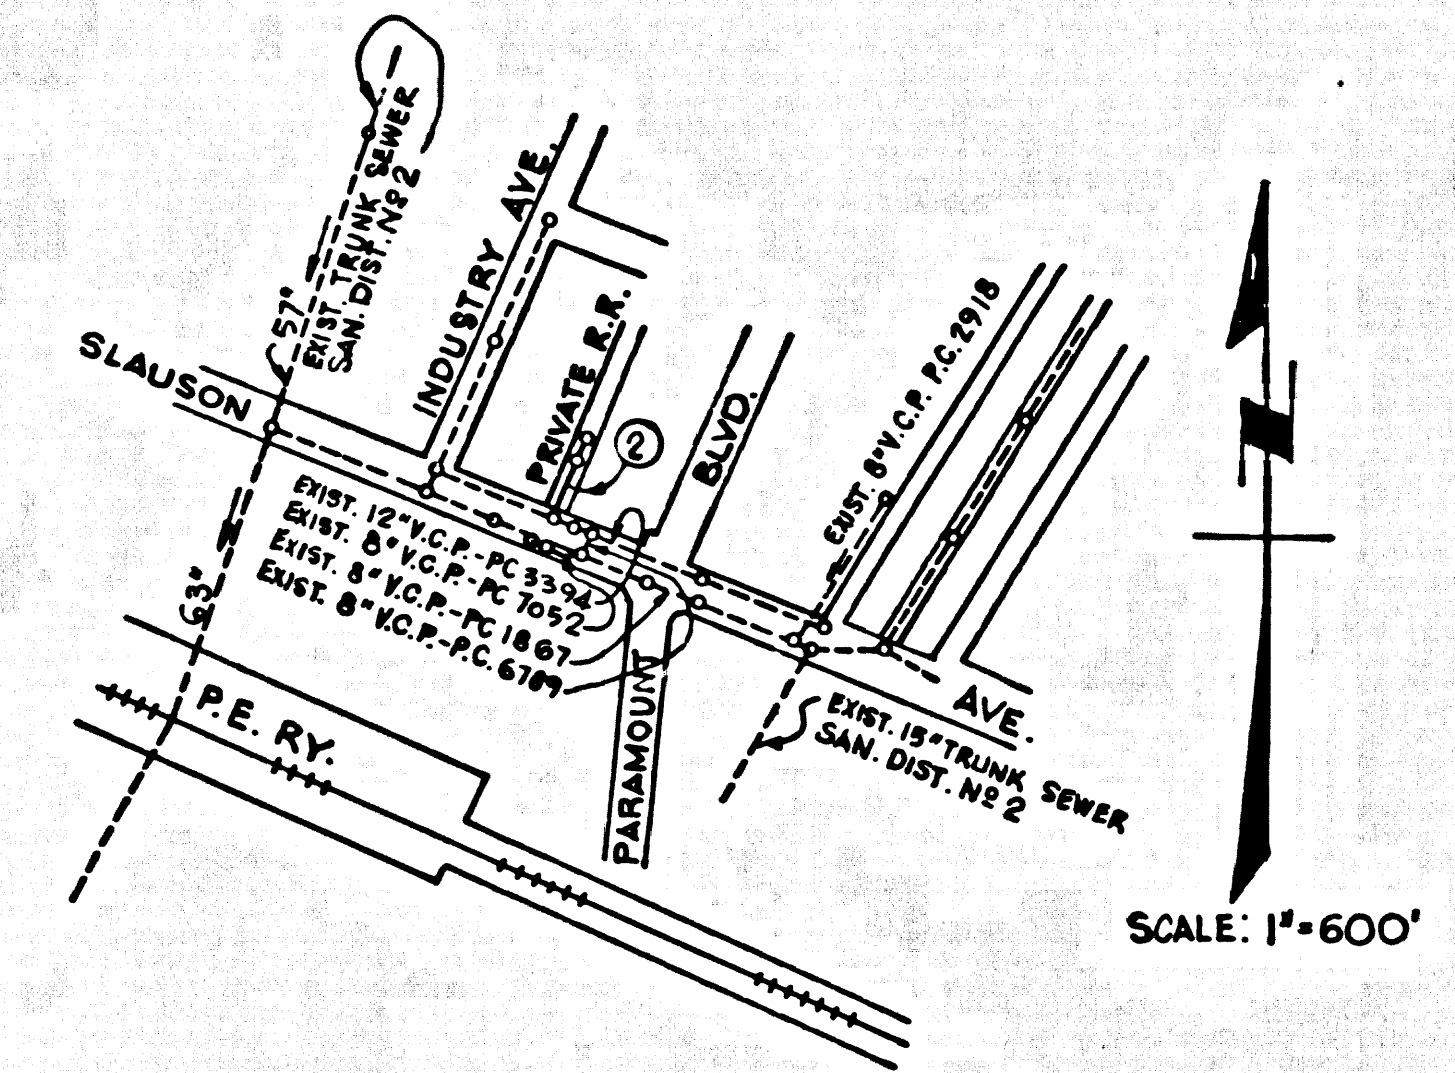 EXIST. TRUNK SEWER
SAN. DIST. Nº 2
57"
SLAUSON
INDUSTRY AVE.
PRIVATE R.R.
2
BLVD.
EXIST. 8" V.C.P. P.C. 2918
EXIST. 12" V.C.P.-PC 3394
EXIST. 8" V.C.P.-PC 7052
EXIST. 8" V.C.P.-PC 1867
EXIST. 8" V.C.P.-P.C. 6789
63"
P.E. RY.
PARAMOUNT
AVE.
EXIST. 15" TRUNK SEWER
SAN. DIST. Nº 2
N
SCALE: 1"=600'